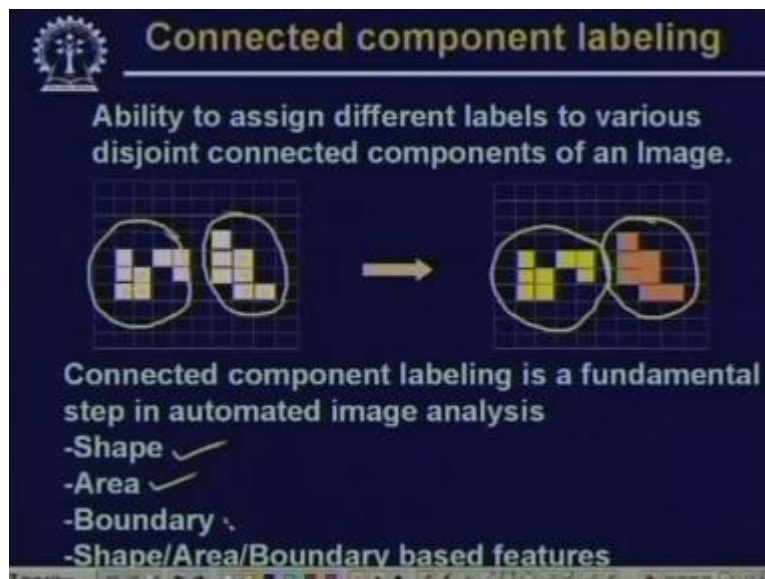 Connected component labeling
Ability to assign different labels to various
disjoint connected components of an Image.
Connected component labeling is a fundamental
step in automated image analysis
-Shape
-Area
-Boundary
-Shape/Area/Boundary based features